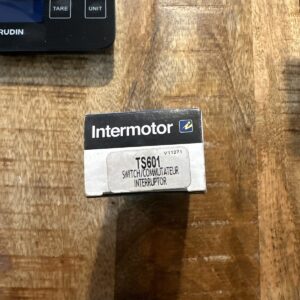 TARE
UNIT
RUDIN
Intermotor
V11271
TS601
SWITCH/COMMUTATEUR
INTERRUPTOR